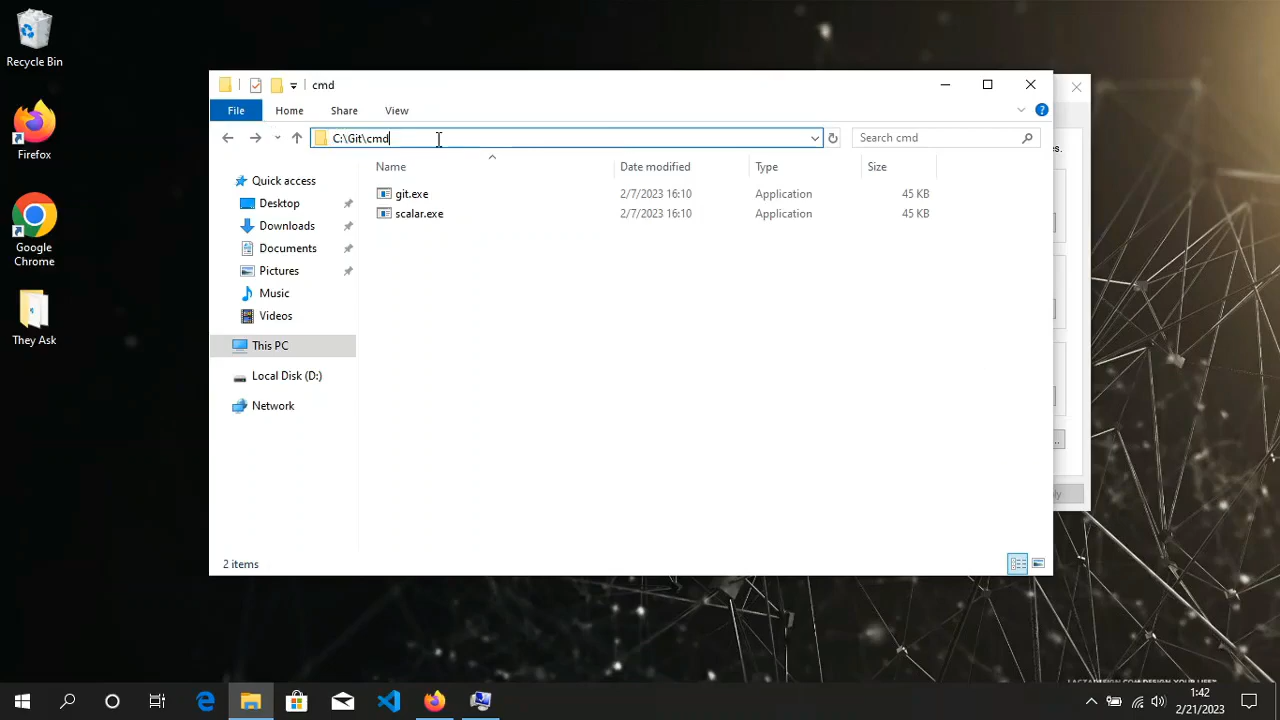 Recycle Bin
Firefox
Google
Chrome
They Ask
cmd
File
Home
Share
View
C:\Git\cmd
Search cmd
Name
Date modified
Type
Size
git.exe
2/7/2023 16:10
Application
45 KB
scalar.exe
2/7/2023 16:10
Application
45 KB
Quick access
Desktop
Downloads
Documents
Pictures
Music
Videos
This PC
Local Disk (D:)
Network
2 items
es.
...
1:42
2/21/2023